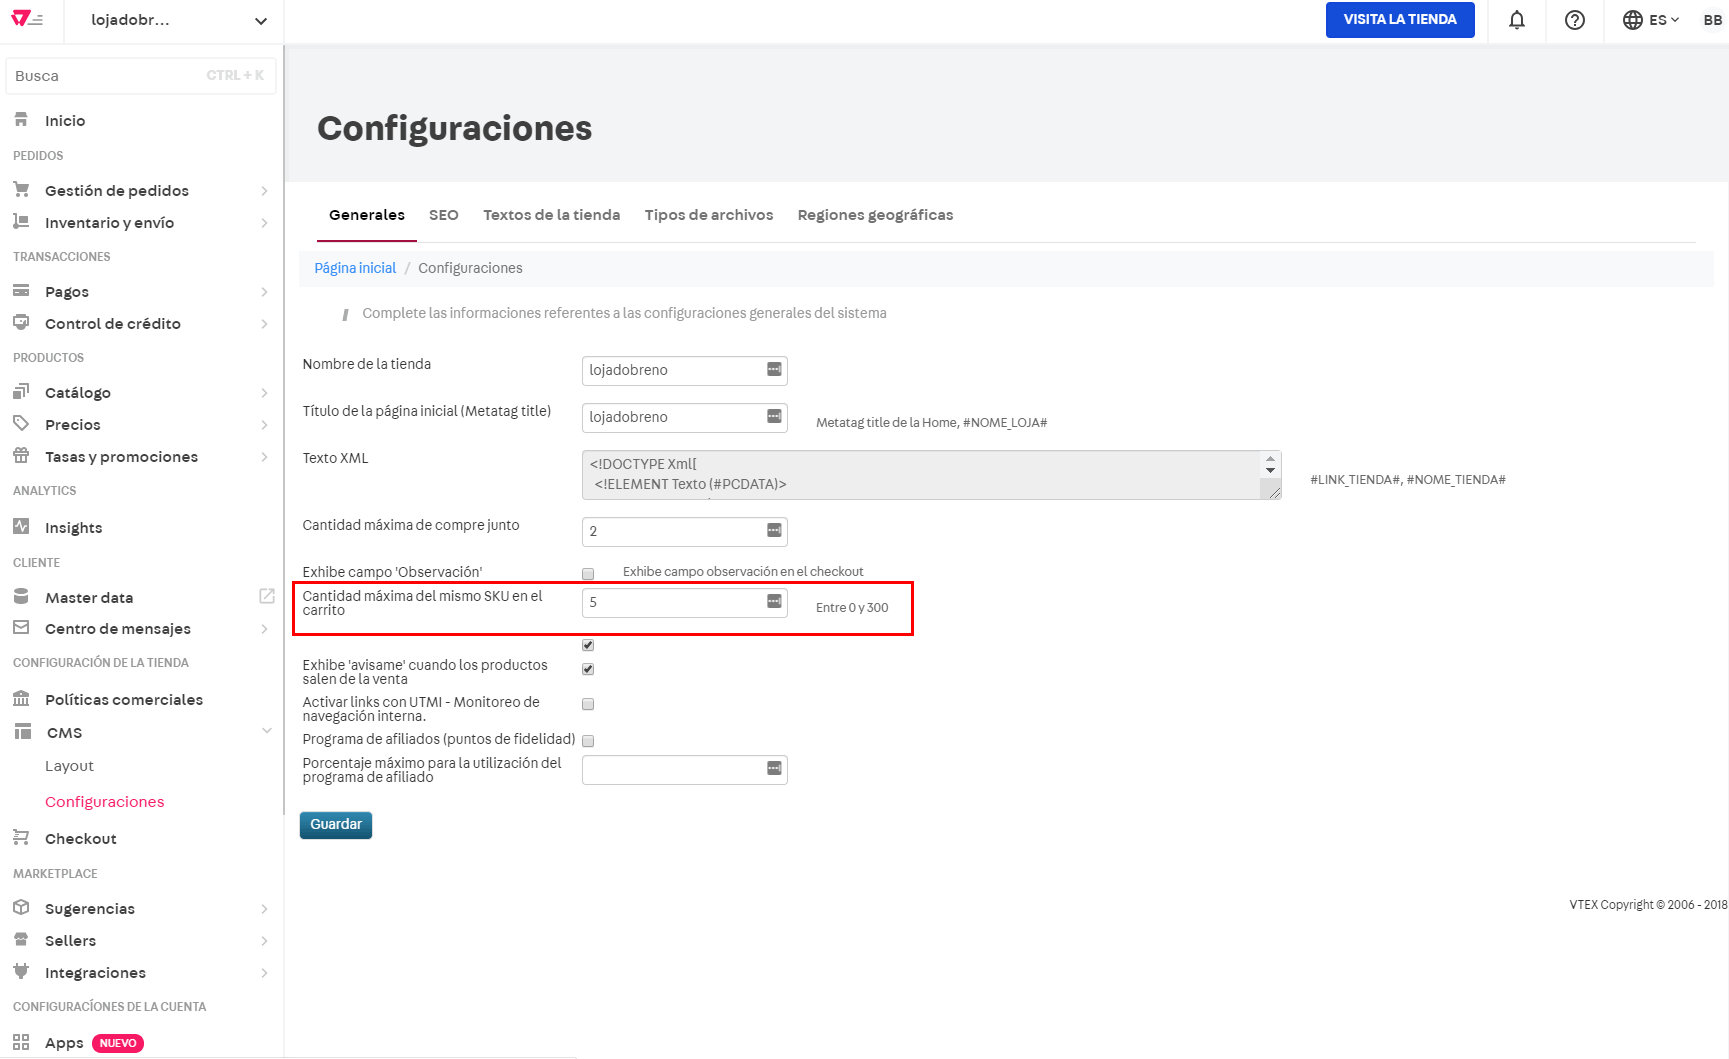 lojadobr...
VISITA LA TIENDA
ES
BB
Busca
CTRL + K
Inicio
PEDIDOS
Gestión de pedidos
Inventario y envío
TRANSACCIONES
Pagos
Control de crédito
PRODUCTOS
Catálogo
Precios
Tasas y promociones
ANALYTICS
Insights
CLIENTE
Master data
Centro de mensajes
CONFIGURACIÓN DE LA TIENDA
Políticas comerciales
CMS
Layout
Configuraciones
Checkout
MARKETPLACE
Sugerencias
Sellers
Integraciones
CONFIGURACÍONES DE LA CUENTA
Apps NUEVO
Configuraciones
Generales SEO Textos de la tienda Tipos de archivos Regiones geográficas
Página inicial / Configuraciones
Complete las informaciones referentes a las configuraciones generales del sistema
Nombre de la tienda
lojadobreno
Título de la página inicial (Metatag title)
lojadobreno
Metatag title de la Home, #NOME_LOJA#
Texto XML
<!DOCTYPE Xml[
<!ELEMENT Texto (#PCDATA)>
#LINK_TIENDA#, #NOME_TIENDA#
Cantidad máxima de compre junto
2
Exhibe campo 'Observación'
Exhibe campo observación en el checkout
Cantidad máxima del mismo SKU en el
carrito
5
Entre 0 y 300
Exhibe 'avisame' cuando los productos
salen de la venta
Activar links con UTMI - Monitoreo de
navegación interna.
Programa de afiliados (puntos de fidelidad)
Porcentaje máximo para la utilización del
programa de afiliado
Guardar
VTEX Copyright © 2006 - 2018